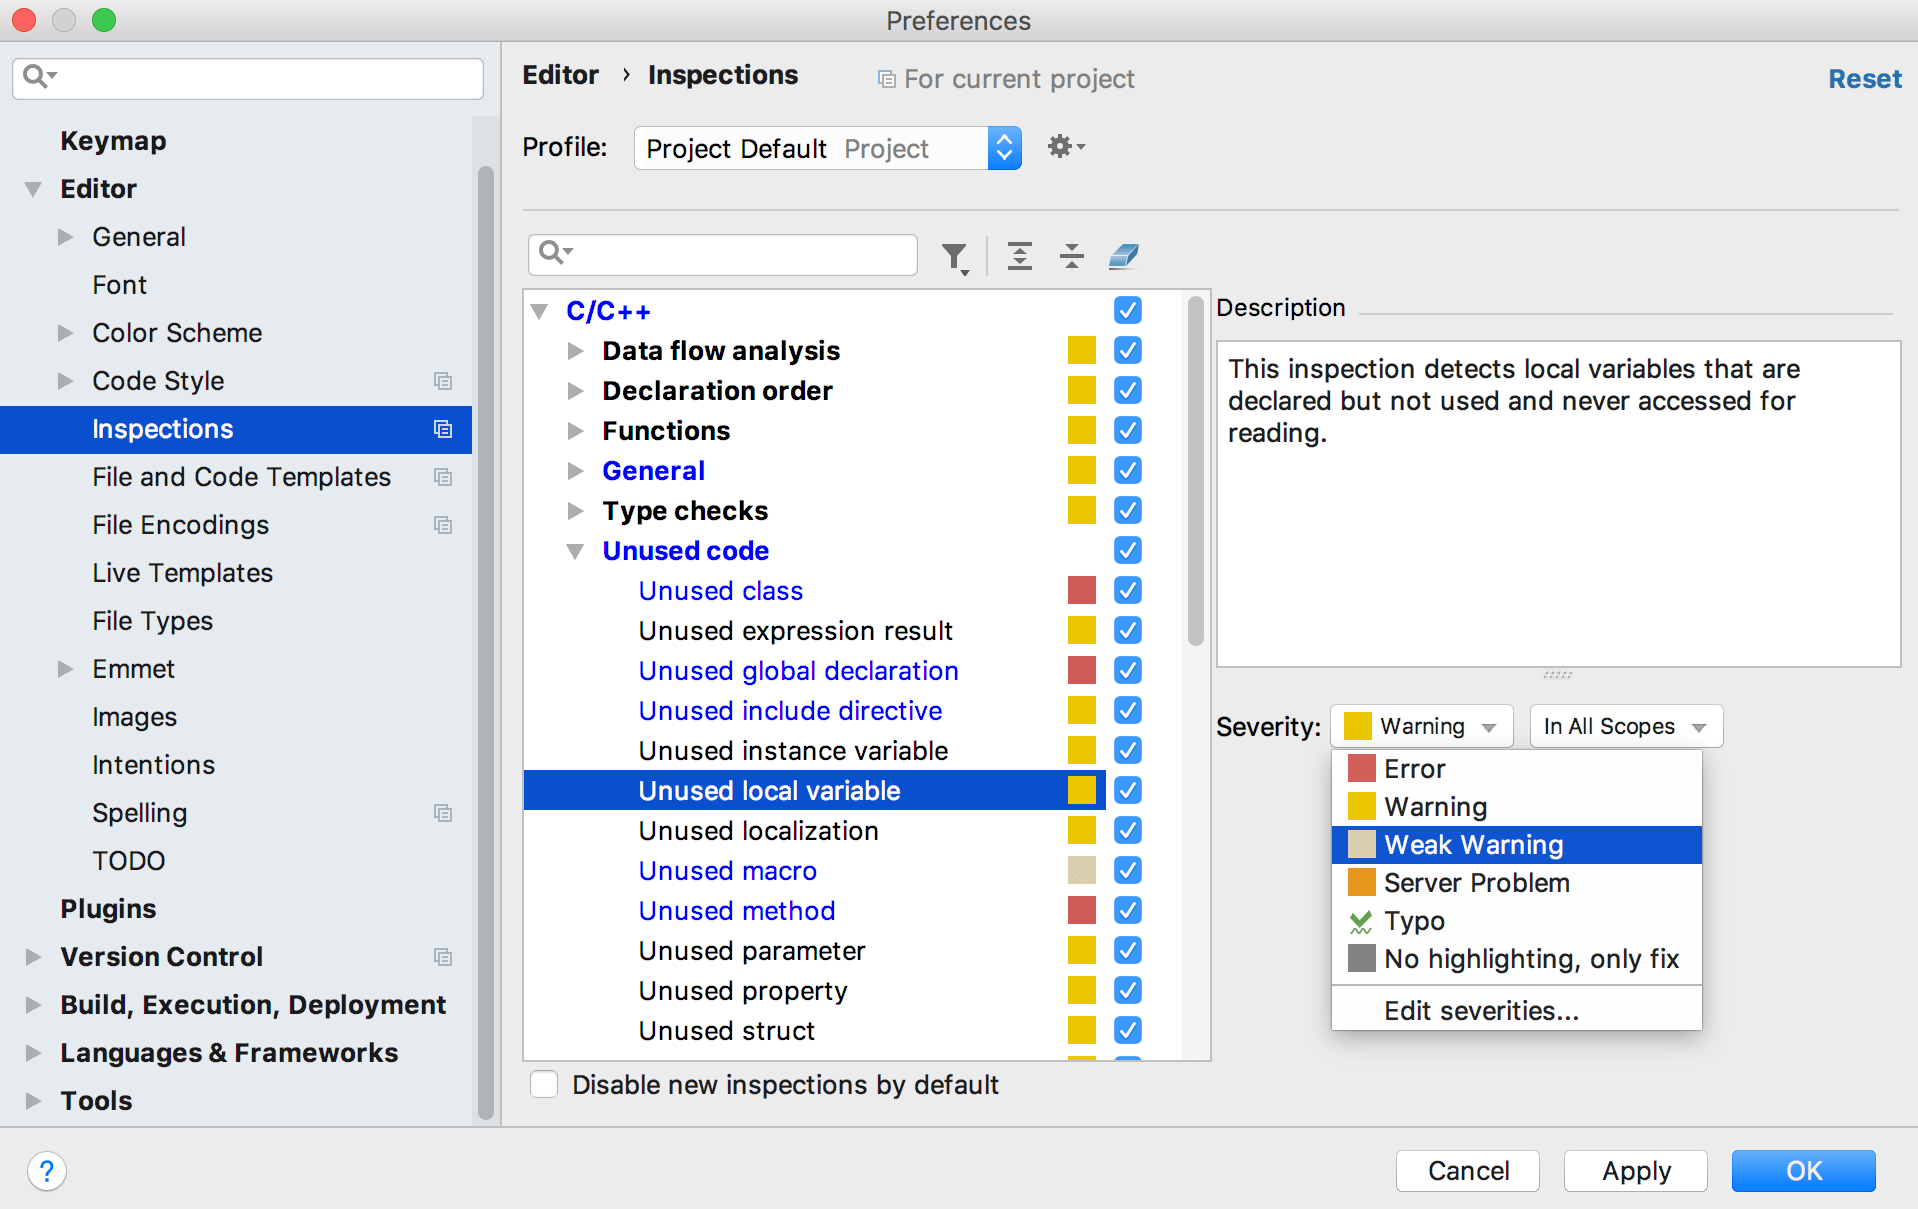 Preferences
Keymap
Editor
General
Font
Color Scheme
Code Style
Inspections
File and Code Templates
File Encodings
Live Templates
File Types
Emmet
Images
Intentions
Spelling
TODO
Plugins
Version Control
Build, Execution, Deployment
Languages & Frameworks
Tools
Editor › Inspections For current project Reset
Profile: Project Default Project
C/C++
Data flow analysis
Declaration order
Functions
General
Type checks
Unused code
Unused class
Unused expression result
Unused global declaration
Unused include directive
Unused instance variable
Unused local variable
Unused localization
Unused macro
Unused method
Unused parameter
Unused property
Unused struct
Disable new inspections by default
Description
This inspection detects local variables that are
declared but not used and never accessed for
reading.
Severity: Warning In All Scopes
Error
Warning
Weak Warning
Server Problem
Typo
No highlighting, only fix
Edit severities...
? Cancel Apply OK